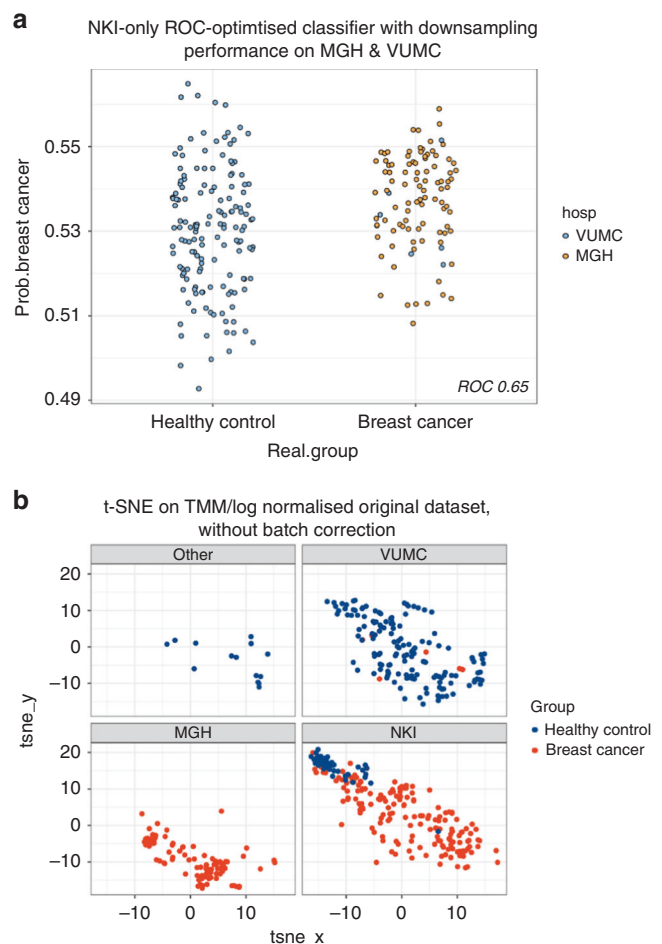 a
NKI-only ROC-optimtised classifier with downsampling
performance on MGH & VUMC
Prob.breast cancer
0.55
0.53
0.51
0.49
ROC 0.65
Healthy control
Breast cancer
Real.group
hosp
VUMC
MGH
b
t-SNE on TMM/log normalised original dataset,
without batch correction
Other
VUMC
20
10
0
−10
tsne_y
MGH
NKI
20
10
0
−10
−10
0
10
−10
0
10
tsne_x
Group
Healthy control
Breast cancer